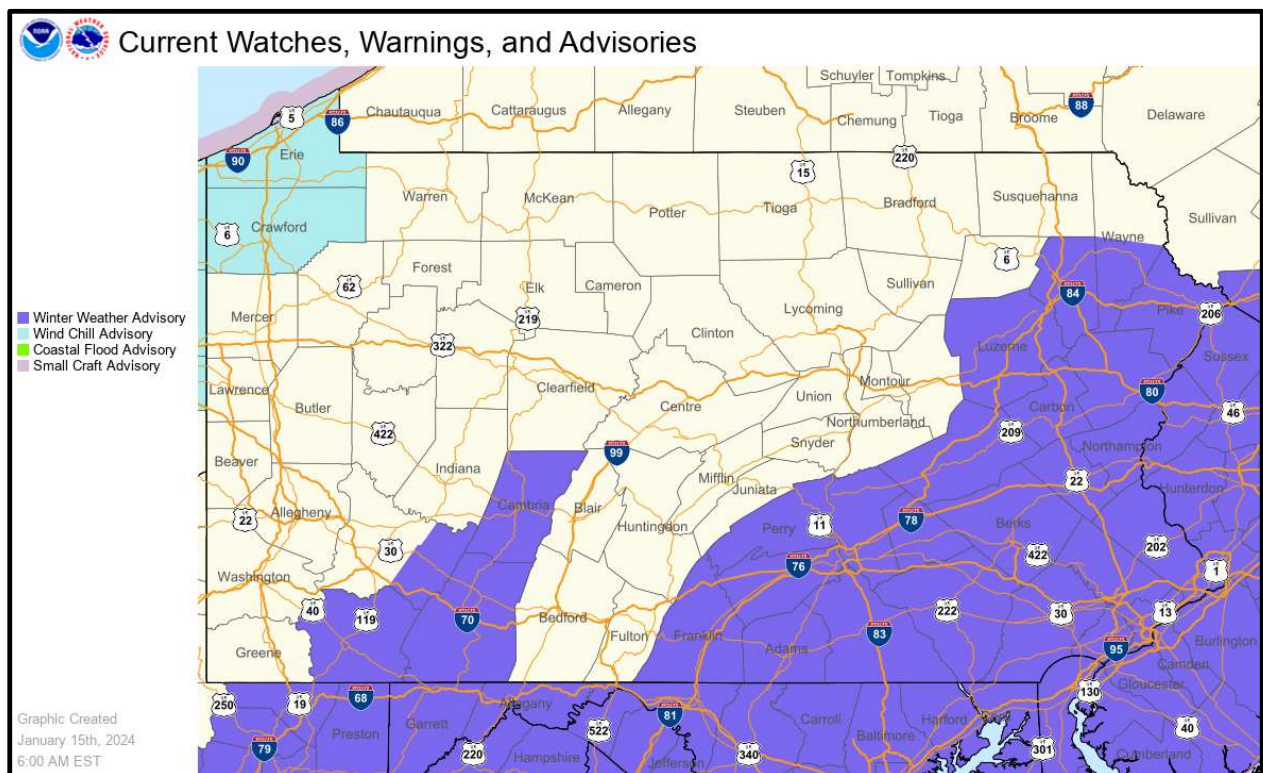 NOAA
Current Watches, Warnings, and Advisories
Winter Weather Advisory
Wind Chill Advisory
Coastal Flood Advisory
Small Craft Advisory
Schuyler
Tompkins
Chautauqua
Cattaraugus
Allegany
Steuben
Chemung
Tioga
Broome
Delaware
88
5
86
90
Erie
15
220
Warren
McKean
Potter
Tioga
Bradford
Susquehanna
Wayne
Sullivan
Crawford
6
Forest
62
Elk
Cameron
Sullivan
6
84
Pike
206
Mercer
219
Lycoming
Clinton
322
Luzerne
Sussex
Lawrence
Butler
Clearfield
Centre
Union
Montour
80
Carbon
46
422
Northumberland
209
Snyder
Northampton
Beaver
Indiana
99
Mifflin
Juniata
22
Hunterdon
Cambria
Blair
Allegheny
22
Huntingdon
Perry
11
78
Berks
30
422
202
76
1
Washington
40
119
70
Bedford
222
30
13
Fulton
Franklin
Adams
83
95
Burlington
Greene
Camden
Gloucester
250
19
68
Garrett
Allegany
81
Carroll
Harford
130
Preston
522
Baltimore
40
79
220
Hampshire
Jefferson
340
301
Cumberland
Graphic Created
January 15th, 2024
6:00 AM EST